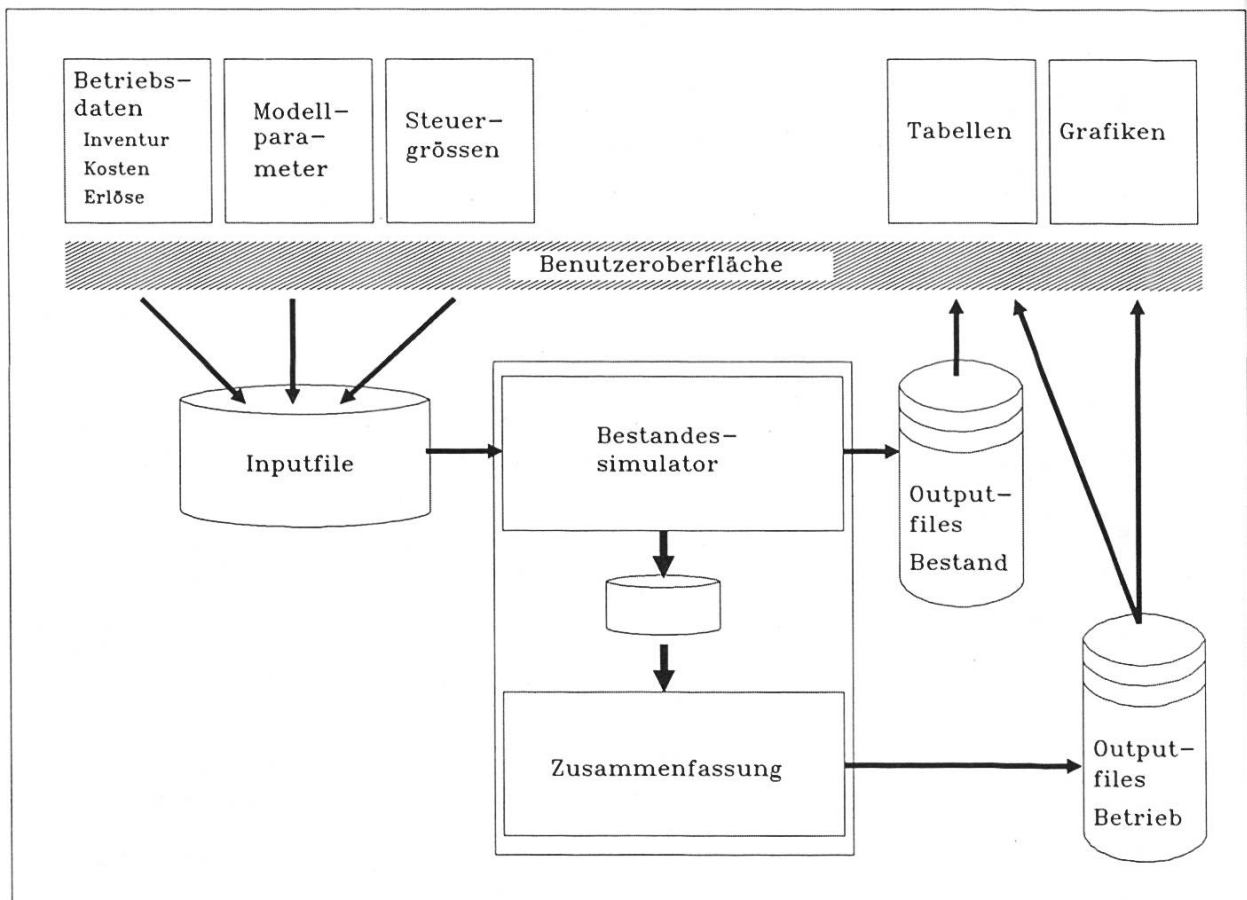 Betriebs-
daten
Inventur
Kosten
Erlöse
Modell-
para-
meter
Steuer-
grössen
Tabellen
Grafiken
Benutzeroberfläche
Inputfile
Bestandes-
simulator
Output-
files
Bestand
Zusammenfassung
Output-
files
Betrieb